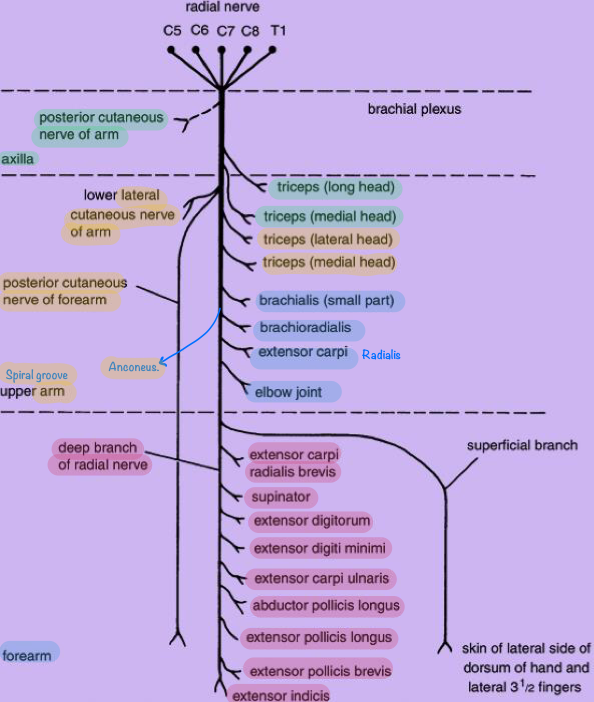 radial nerve
C5 C6 C7 C8 T1
brachial plexus
posterior cutaneous
nerve of arm
axilla
triceps (long head)
lower lateral
cutaneous nerve
of arm
triceps (medial head)
triceps (lateral head)
triceps (medial head)
posterior cutaneous
nerve of forearm
brachialis (small part)
brachioradialis
extensor carpi Radialis
Anconeus.
Spiral groove
upper arm
elbow joint
deep branch
of radial nerve
superficial branch
extensor carpi
radialis brevis
supinator
extensor digitorum
extensor digiti minimi
extensor carpi ulnaris
abductor pollicis longus
extensor pollicis longus
forearm
extensor pollicis brevis
extensor indicis
skin of lateral side of
dorsum of hand and
lateral 3 1/2 fingers